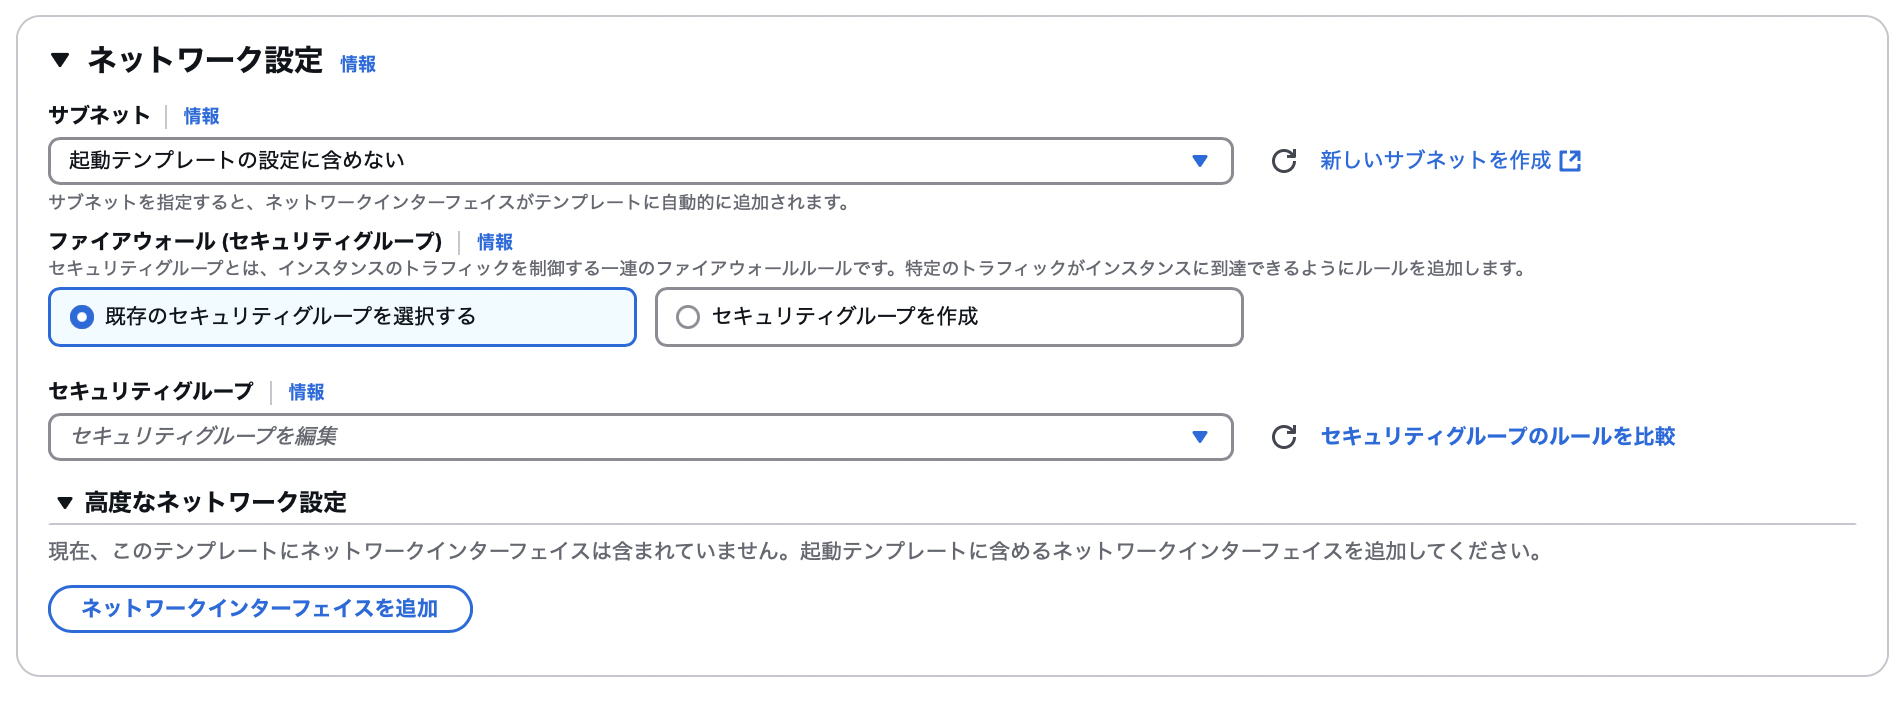 ネットワーク設定 情報
サブネット 情報
起動テンプレートの設定に含めない
新しいサブネットを作成
サブネットを指定すると、ネットワークインターフェイスがテンプレートに自動的に追加されます。
ファイアウォール (セキュリティグループ) 情報
セキュリティグループとは、インスタンスのトラフィックを制御する一連のファイアウォールルールです。特定のトラフィックがインスタンスに到達できるようにルールを追加します。
既存のセキュリティグループを選択する
セキュリティグループを作成
セキュリティグループ 情報
セキュリティグループを編集
セキュリティグループのルールを比較
高度なネットワーク設定
現在、このテンプレートにネットワークインターフェイスは含まれていません。起動テンプレートに含めるネットワークインターフェイスを追加してください。
ネットワークインターフェイスを追加